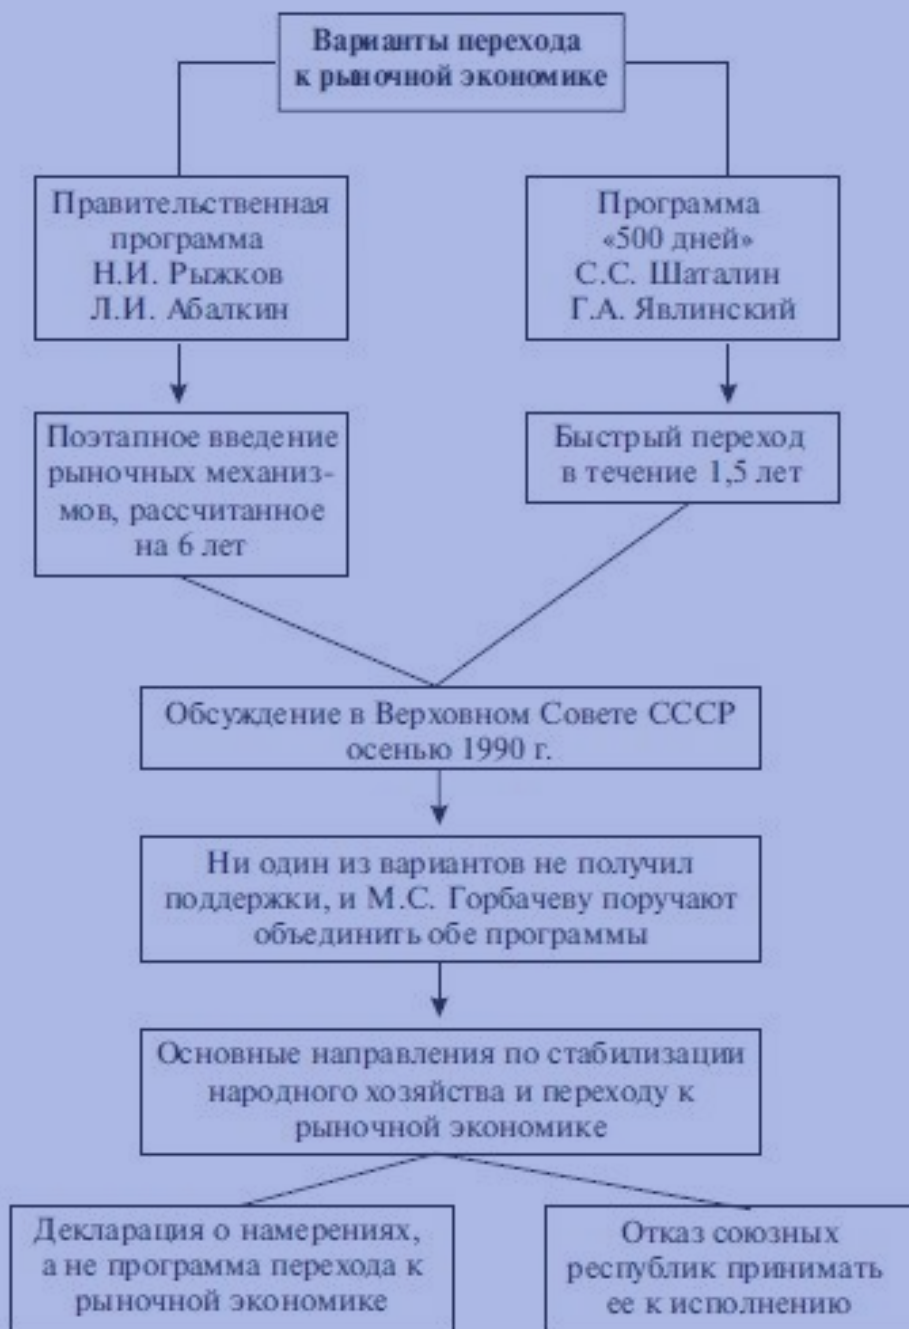 Варианты перехода
к рыночной экономике
Правительственная
программа
Н.И. Рыжков
Л.И. Абалкин
Программа
«500 дней»
С.С. Шаталин
Г.А. Явлинский
Поэтапное введение
рыночных механиз-
мов, рассчитанное
на 6 лет
Быстрый переход
в течение 1,5 лет
Обсуждение в Верховном Совете СССР
осенью 1990 г.
Ни один из вариантов не получил
поддержки, и М.С. Горбачеву поручают
объединить обе программы
Основные направления по стабилизации
народного хозяйства и переходу к
рыночной экономике
Декларация о намерениях,
а не программа перехода к
рыночной экономике
Отказ союзных
республик принимать
ее к исполнению